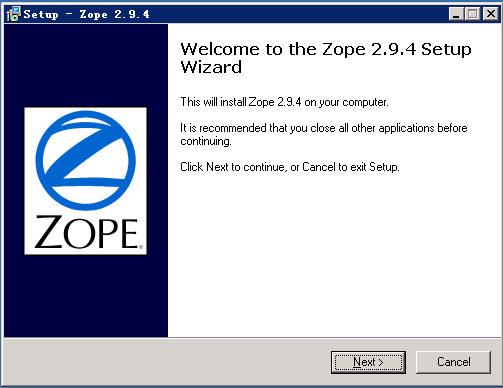 Setup - Zope 2.9.4
Welcome to the Zope 2.9.4 Setup
Wizard
This will install Zope 2.9.4 on your computer.
It is recommended that you close all other applications before
continuing.
Click Next to continue, or Cancel to exit Setup.
ZOPE
Next >
Cancel